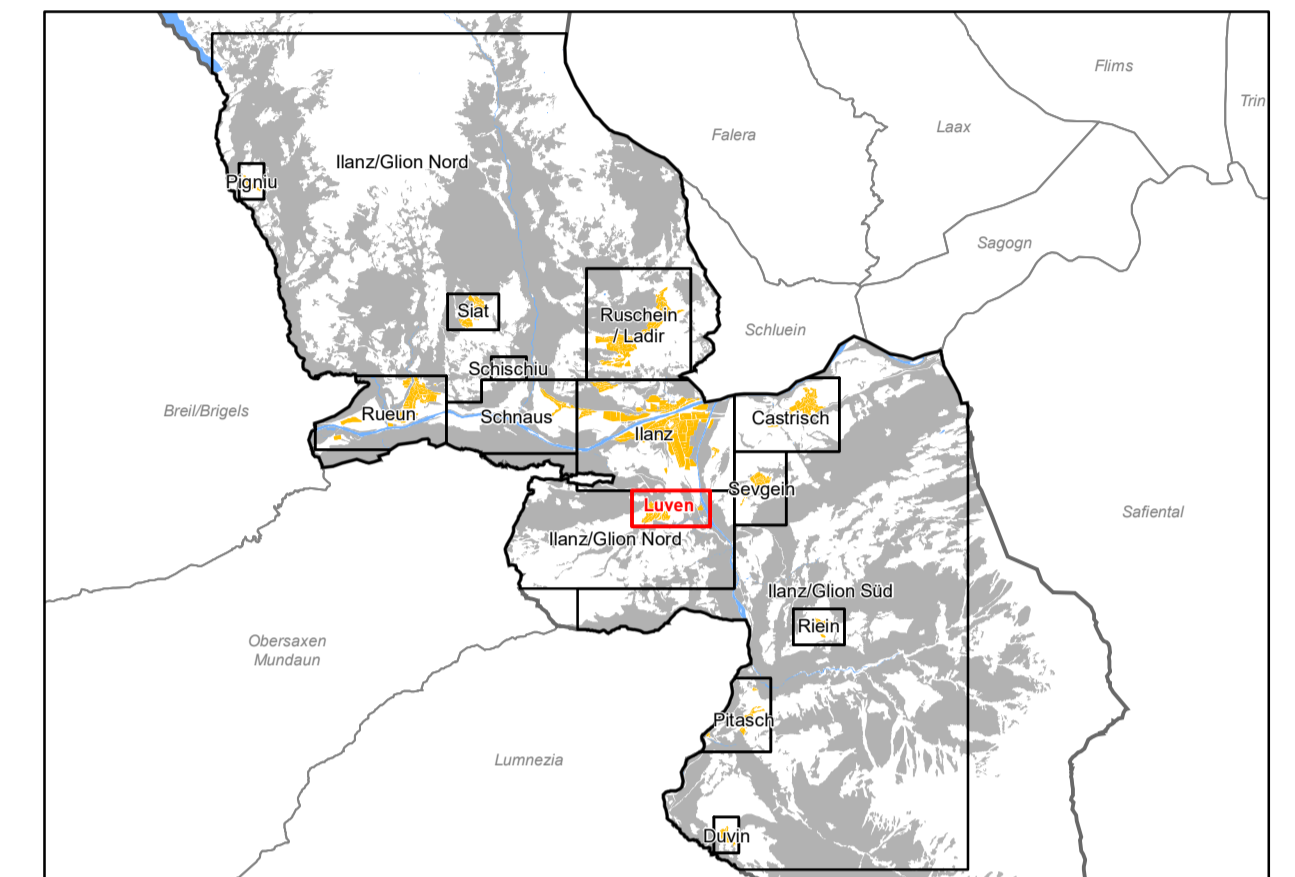 Flims
Trin
Laax
Falera
Ilanz/Glion Nord
Pigniu
Sagogn
Siat
Ruschein
/ Ladir
Schluein
Schischiu
Breil/Brigels
Rueun
Schnaus
Castrisch
Ilanz
Sevgein
Luven
Safiental
Ilanz/Glion Nord
Ilanz/Glion Süd
Riein
Obersaxen
Mundaun
Pitasch
Lumnezia
Duvin